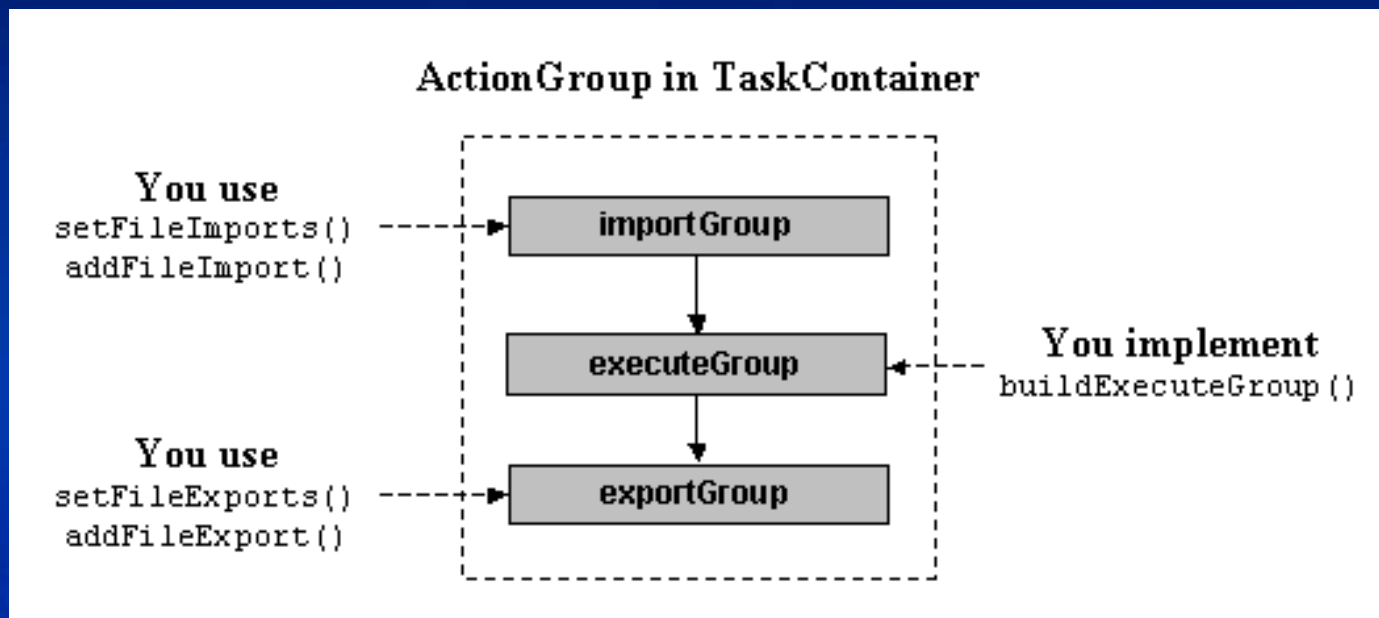 ActionGroup in TaskContainer
You use
setFileImports()
addFileImport()
importGroup
executeGroup
You implement
buildExecuteGroup()
You use
setFileExports()
addFileExport()
exportGroup